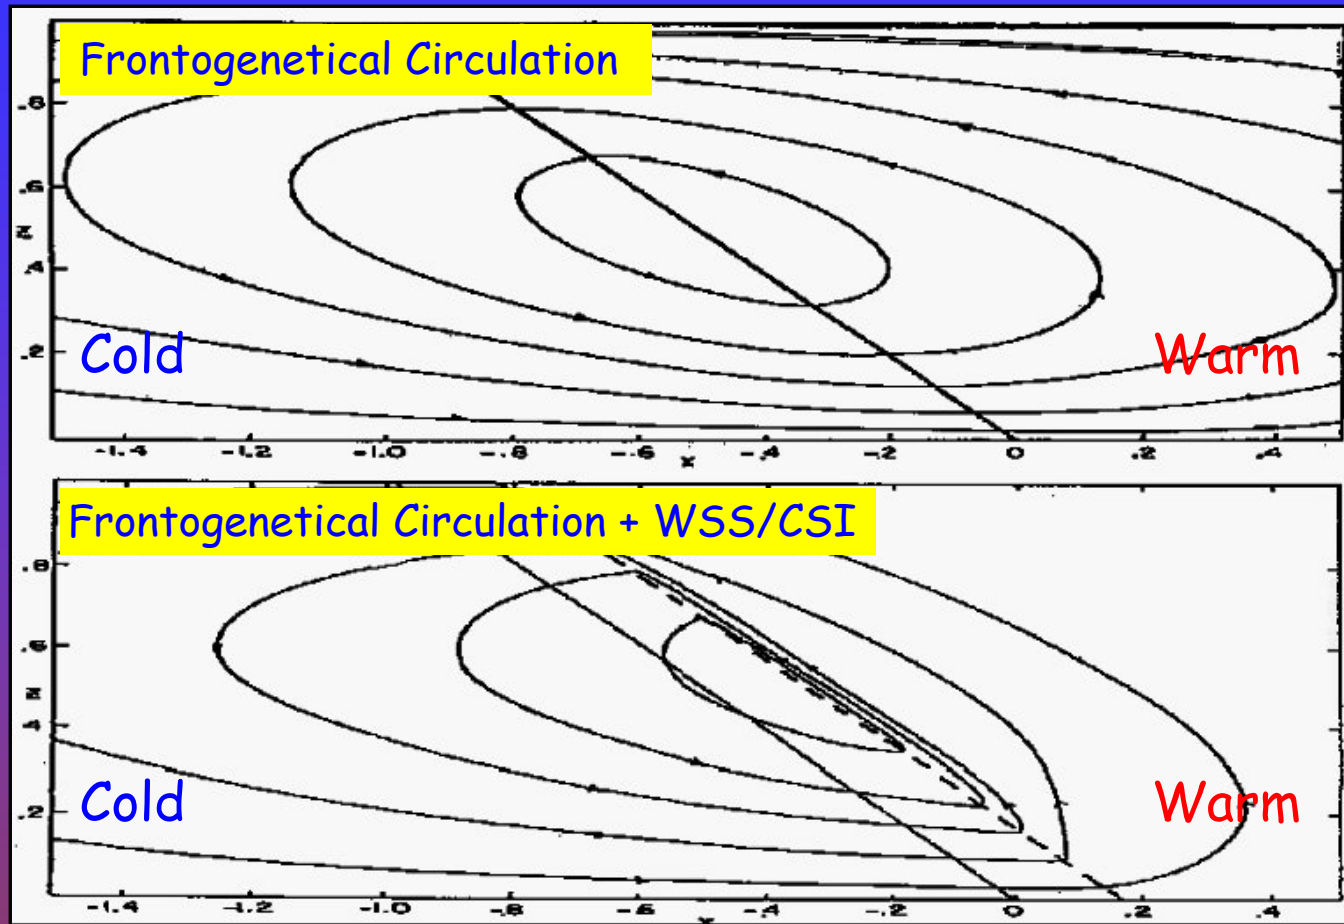 Frontogenetical Circulation
.8
.6
z
.4
Cold
Warm
.2
-1.4 -1.2 -1.0 -.8 -.6 x -.4 -.2 0 .2 .4
Frontogenetical Circulation + WSS/CSI
.8
.6
z
.4
Cold
Warm
.2
-1.4 -1.2 -1.0 -.8 -.6 x -.4 -.2 0 .2 .4